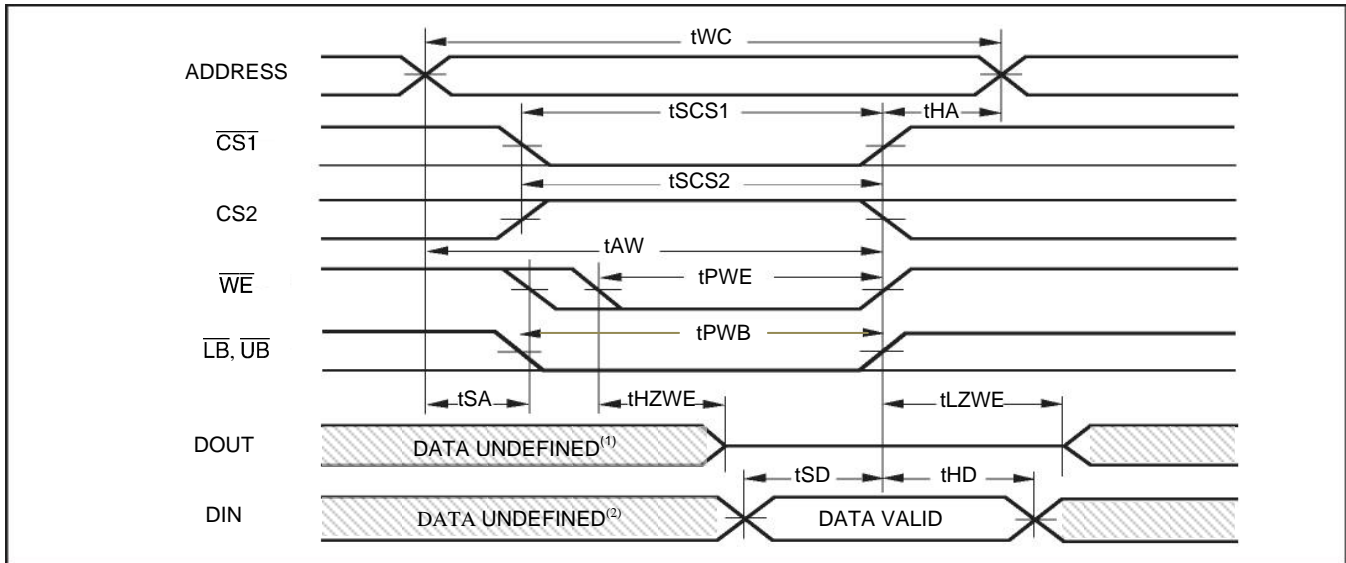 tWC
ADDRESS
tSCS1
tHA
CS1
tSCS2
CS2
tAW
WE
tPWE
LB, UB
tPWB
tSA
tHZWE
tLZWE
DOUT
DATA UNDEFINED(1)
tSD
tHD
DIN
DATA UNDEFINED(2)
DATA VALID